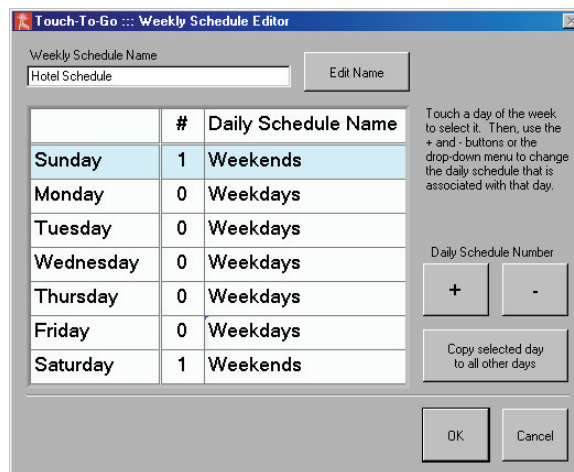 Touch-To-Go ::: Weekly Schedule Editor
Weekly Schedule Name
Hotel Schedule
Edit Name
# Daily Schedule Name
Sunday 1 Weekends
Monday 0 Weekdays
Tuesday 0 Weekdays
Wednesday 0 Weekdays
Thursday 0 Weekdays
Friday 0 Weekdays
Saturday 1 Weekends
Touch a day of the week
to select it. Then, use the
+ and - buttons or the
drop-down menu to change
the daily schedule that is
associated with that day.
Daily Schedule Number
+ -
Copy selected day
to all other days
OK Cancel